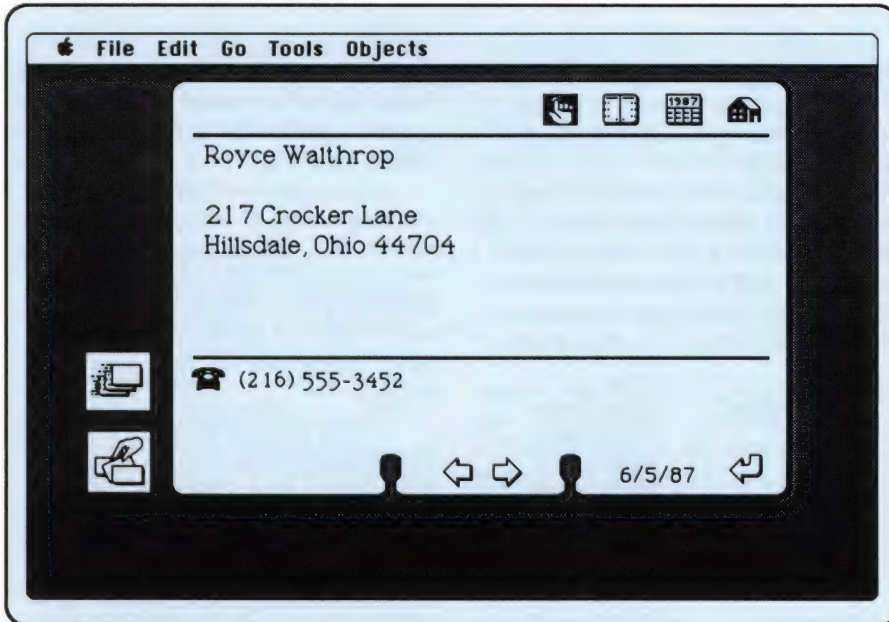 File Edit Go Tools Objects
1987
Royce Walthrop
217 Crocker Lane
Hillsdale, Ohio 44704
(216) 555-3452
6/5/87